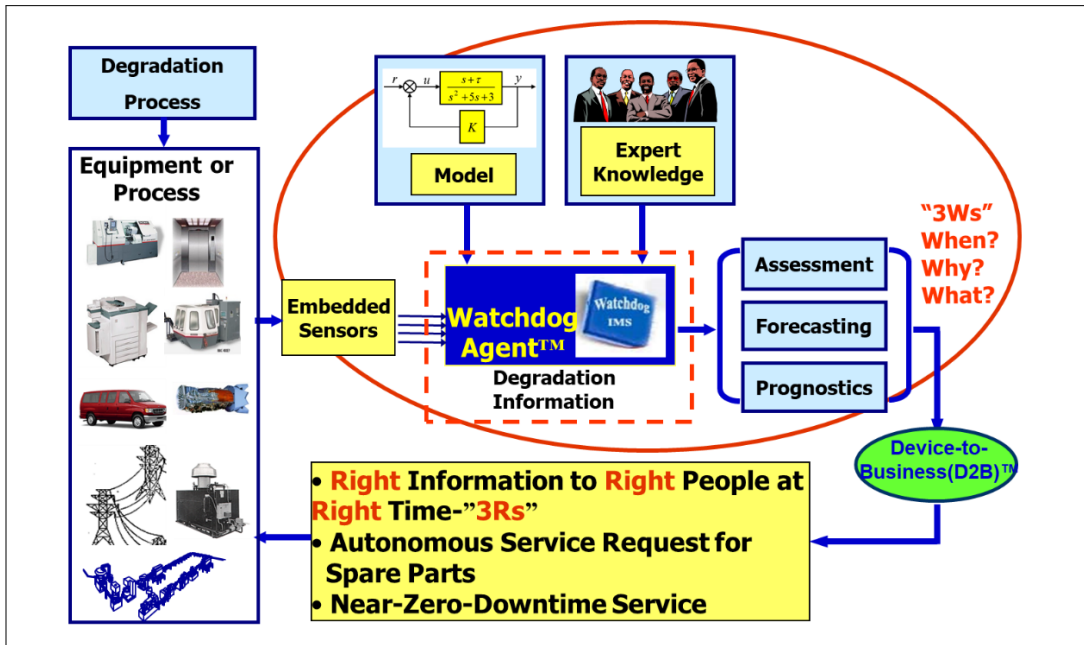 Degradation
Process
Equipment or
Process
r
u
s + τ
s² + 5s + 3
y
K
Model
Expert
Knowledge
Embedded
Sensors
Watchdog
Agent™
Watchdog
IMS
Degradation
Information
Assessment
Forecasting
Prognostics
“3Ws”
When?
Why?
What?
Device-to-
Business(D2B)™
• Right Information to Right People at
Right Time-”3Rs”
• Autonomous Service Request for
Spare Parts
• Near-Zero-Downtime Service